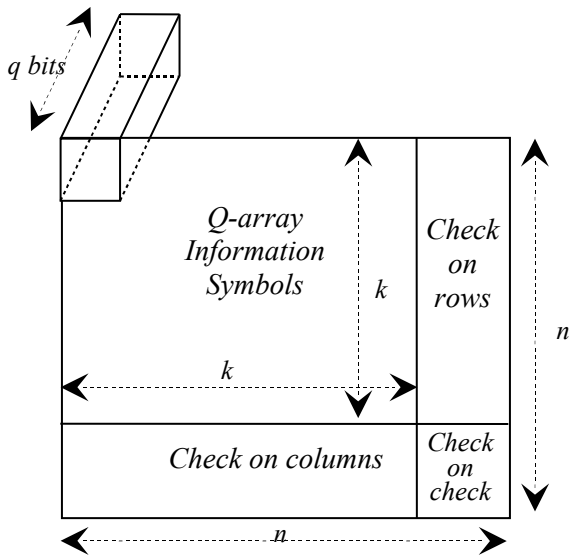 q bits
Q-array
Information
Symbols
Check
on
rows
k
n
k
Check on columns
Check
on
check
n